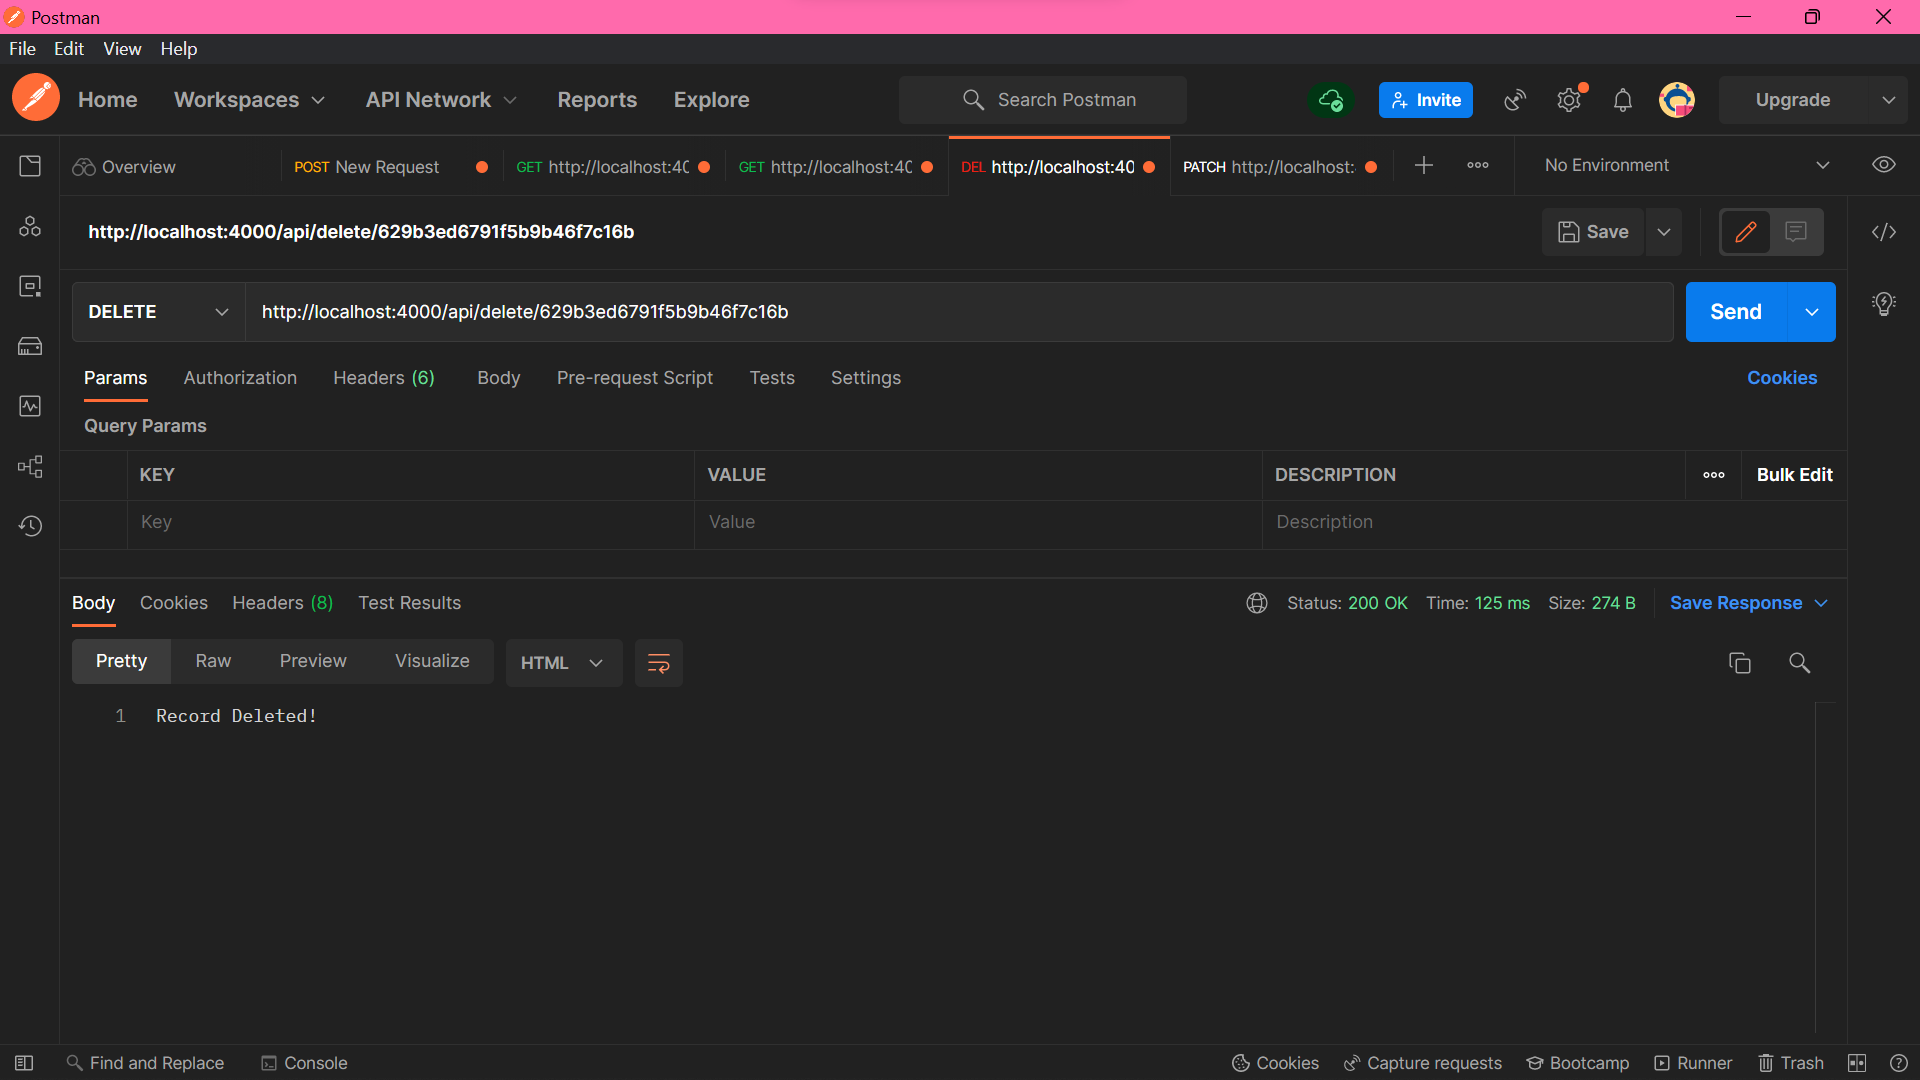 Postman
File Edit View Help
Home Workspaces API Network Reports Explore Search Postman Invite Upgrade
Overview POST New Request GET http://localhost:40 GET http://localhost:40 DEL http://localhost:40 PATCH http://localhost: No Environment
http://localhost:4000/api/delete/629b3ed6791f5b9b46f7c16b Save
DELETE http://localhost:4000/api/delete/629b3ed6791f5b9b46f7c16b Send
Params Authorization Headers (6) Body Pre-request Script Tests Settings Cookies
Query Params
KEY VALUE DESCRIPTION Bulk Edit
Key Value Description
Body Cookies Headers (8) Test Results Status: 200 OK Time: 125 ms Size: 274 B Save Response
Pretty Raw Preview Visualize HTML
1 Record Deleted!
Find and Replace Console Cookies Capture requests Bootcamp Runner Trash